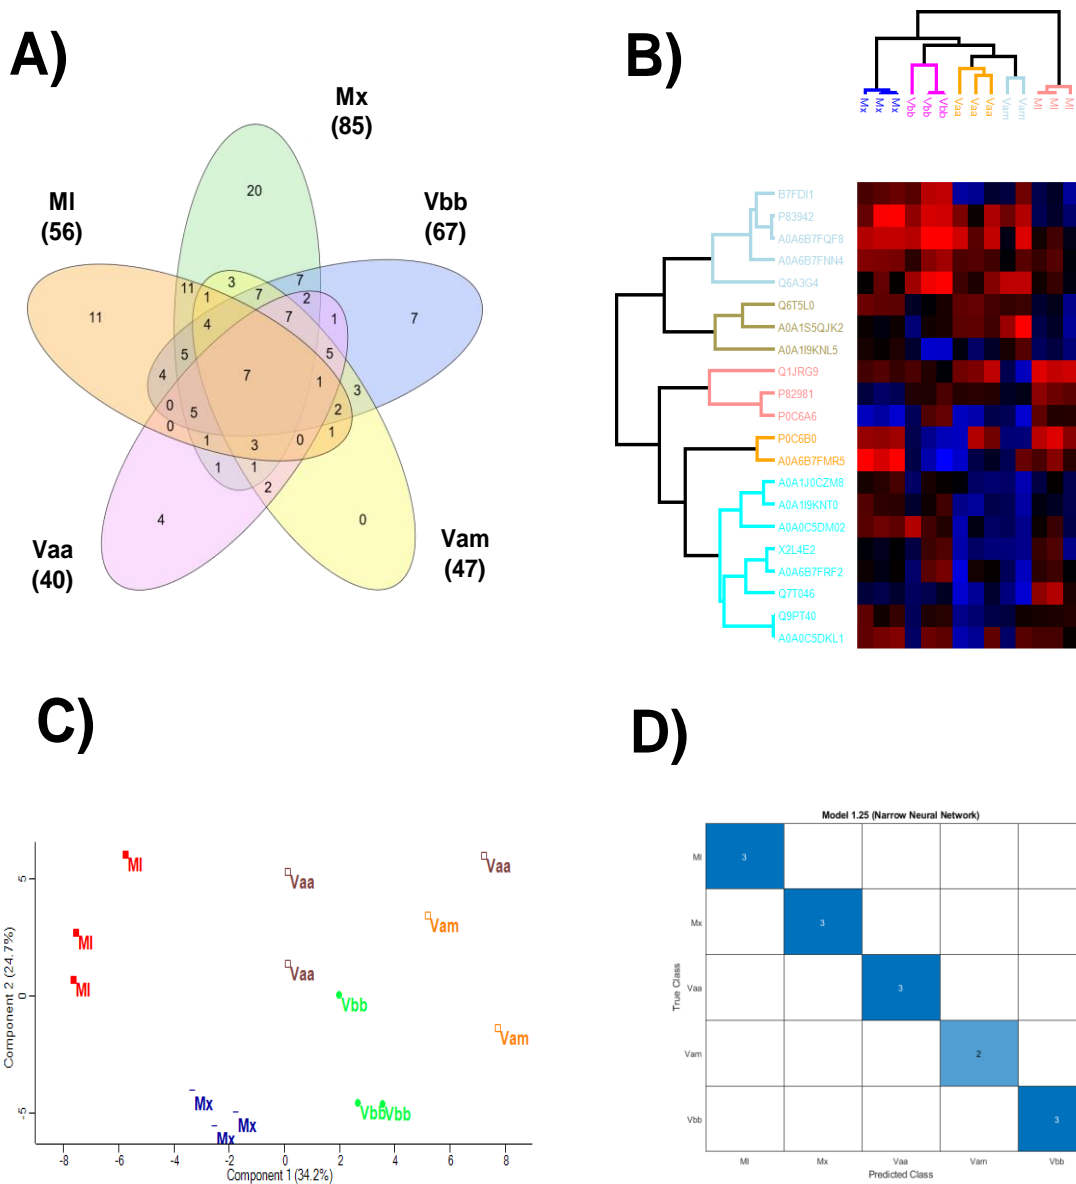 A)
Mx
(85)
Ml
(56)
Vbb
(67)
Vaa
(40)
Vam
(47)
20
11
3
7
7
1
2
11
4
7
1
7
5
5
4
7
1
3
0
5
2
0
1
3
0
1
1
1
2
4
0
B)
Mx
Mx
Mx
Vbb
Vbb
Vbb
Vaa
Vaa
Vaa
Vam
Vam
Ml
Ml
Ml
B7FDI1
P83942
A0A6B7FQF8
A0A6B7FNN4
Q6A3G4
Q6T5L0
A0A1S5QJK2
A0A1I9KNL5
Q1JRG9
P82981
P0C6A6
P0C6B0
A0A6B7FMR5
A0A1J0CZM8
A0A1I9KNT0
A0A0C5DM02
X2L4E2
A0A6B7FRF2
Q7T046
Q9PT40
A0A0C5DKL1
C)
Component 2 (24.7%)
5
0
-5
Ml
Ml
Ml
Vaa
Vaa
Vaa
Vam
Vam
Vbb
Vbb
Vbb
Mx
Mx
Mx
-8 -6 -4 -2 0 2 4 6 8
Component 1 (34.2%)
D)
Model 1.25 (Narrow Neural Network)
True Class
Ml
3
Mx
3
Vaa
3
Vam
2
Vbb
3
Ml Mx Vaa Vam Vbb
Predicted Class